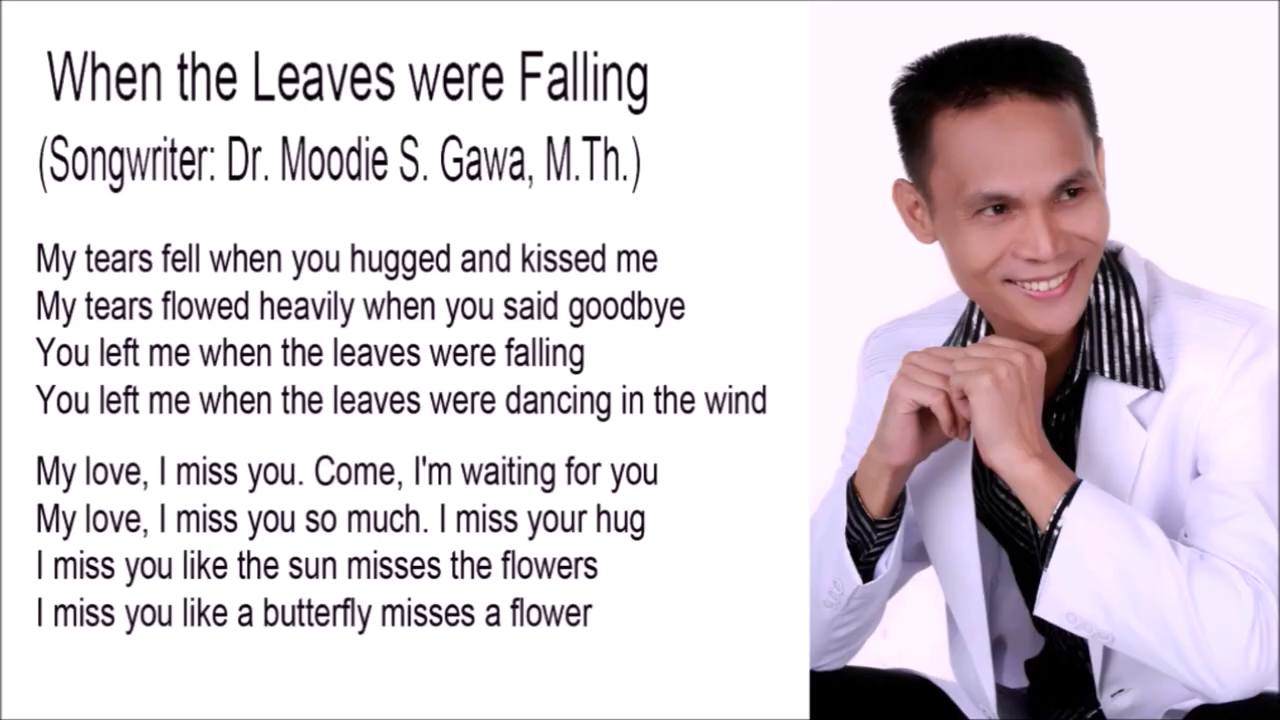 When the Leaves were Falling
(Songwriter: Dr. Moodie S. Gawa, M.Th.)
My tears fell when you hugged and kissed me
My tears flowed heavily when you said goodbye
You left me when the leaves were falling
You left me when the leaves were dancing in the wind
My love, I miss you. Come, I'm waiting for you
My love, I miss you so much. I miss your hug
I miss you like the sun misses the flowers
I miss you like a butterfly misses a flower